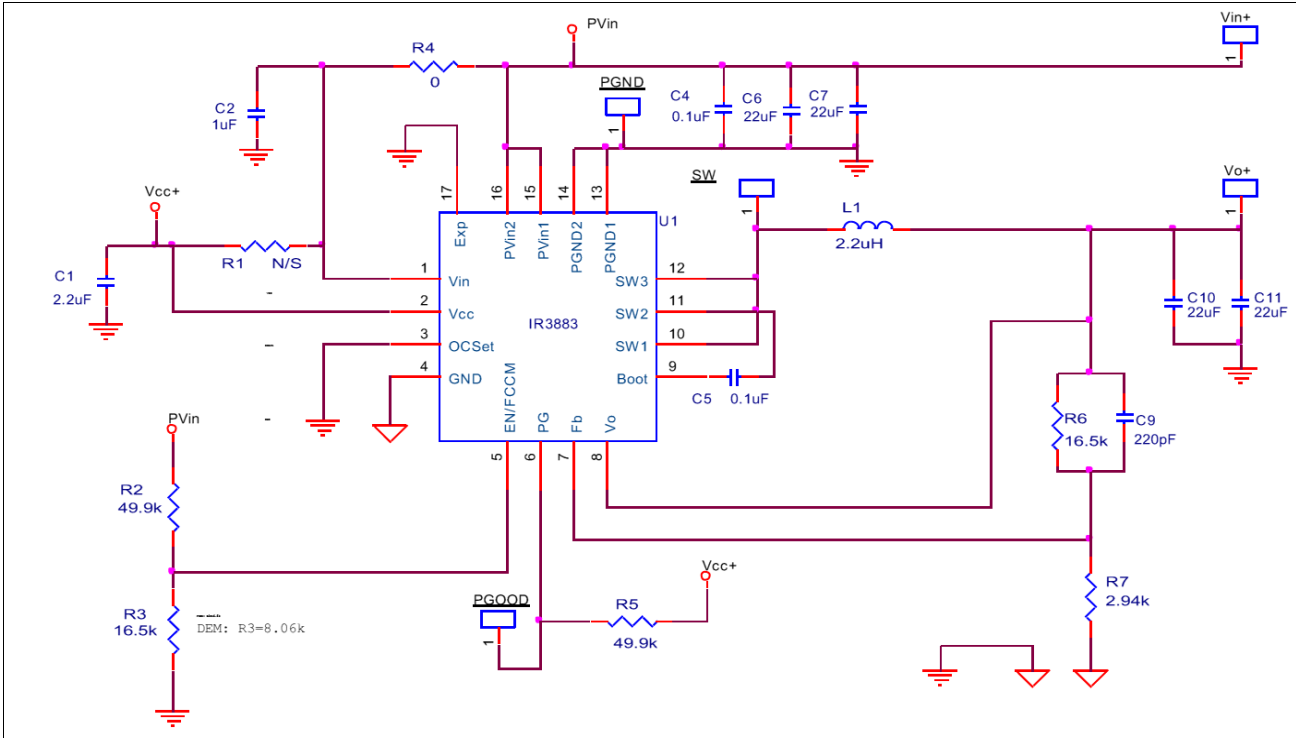 PVin
Vin+
1
R4
0
PGND
1
C2
1uF
C4
0.1uF
C6
22uF
C7
22uF
Vcc+
SW
1
Vo+
1
17
16
15
14
13
U1
Exp
PVin2
PVin1
PGND2
PGND1
L1
2.2uH
R1
N/S
C1
2.2uF
1
Vin
SW3
12
2
Vcc
SW2
11
IR3883
3
OCSet
SW1
10
4
GND
Boot
9
C5
0.1uF
C10
22uF
C11
22uF
EN/FCCM
PG
Fb
Vo
5
6
7
8
PVin
R6
16.5k
C9
220pF
R2
49.9k
R3
16.5k
DEM: R3=8.06k
Vcc+
PGOOD
1
R5
49.9k
R7
2.94k